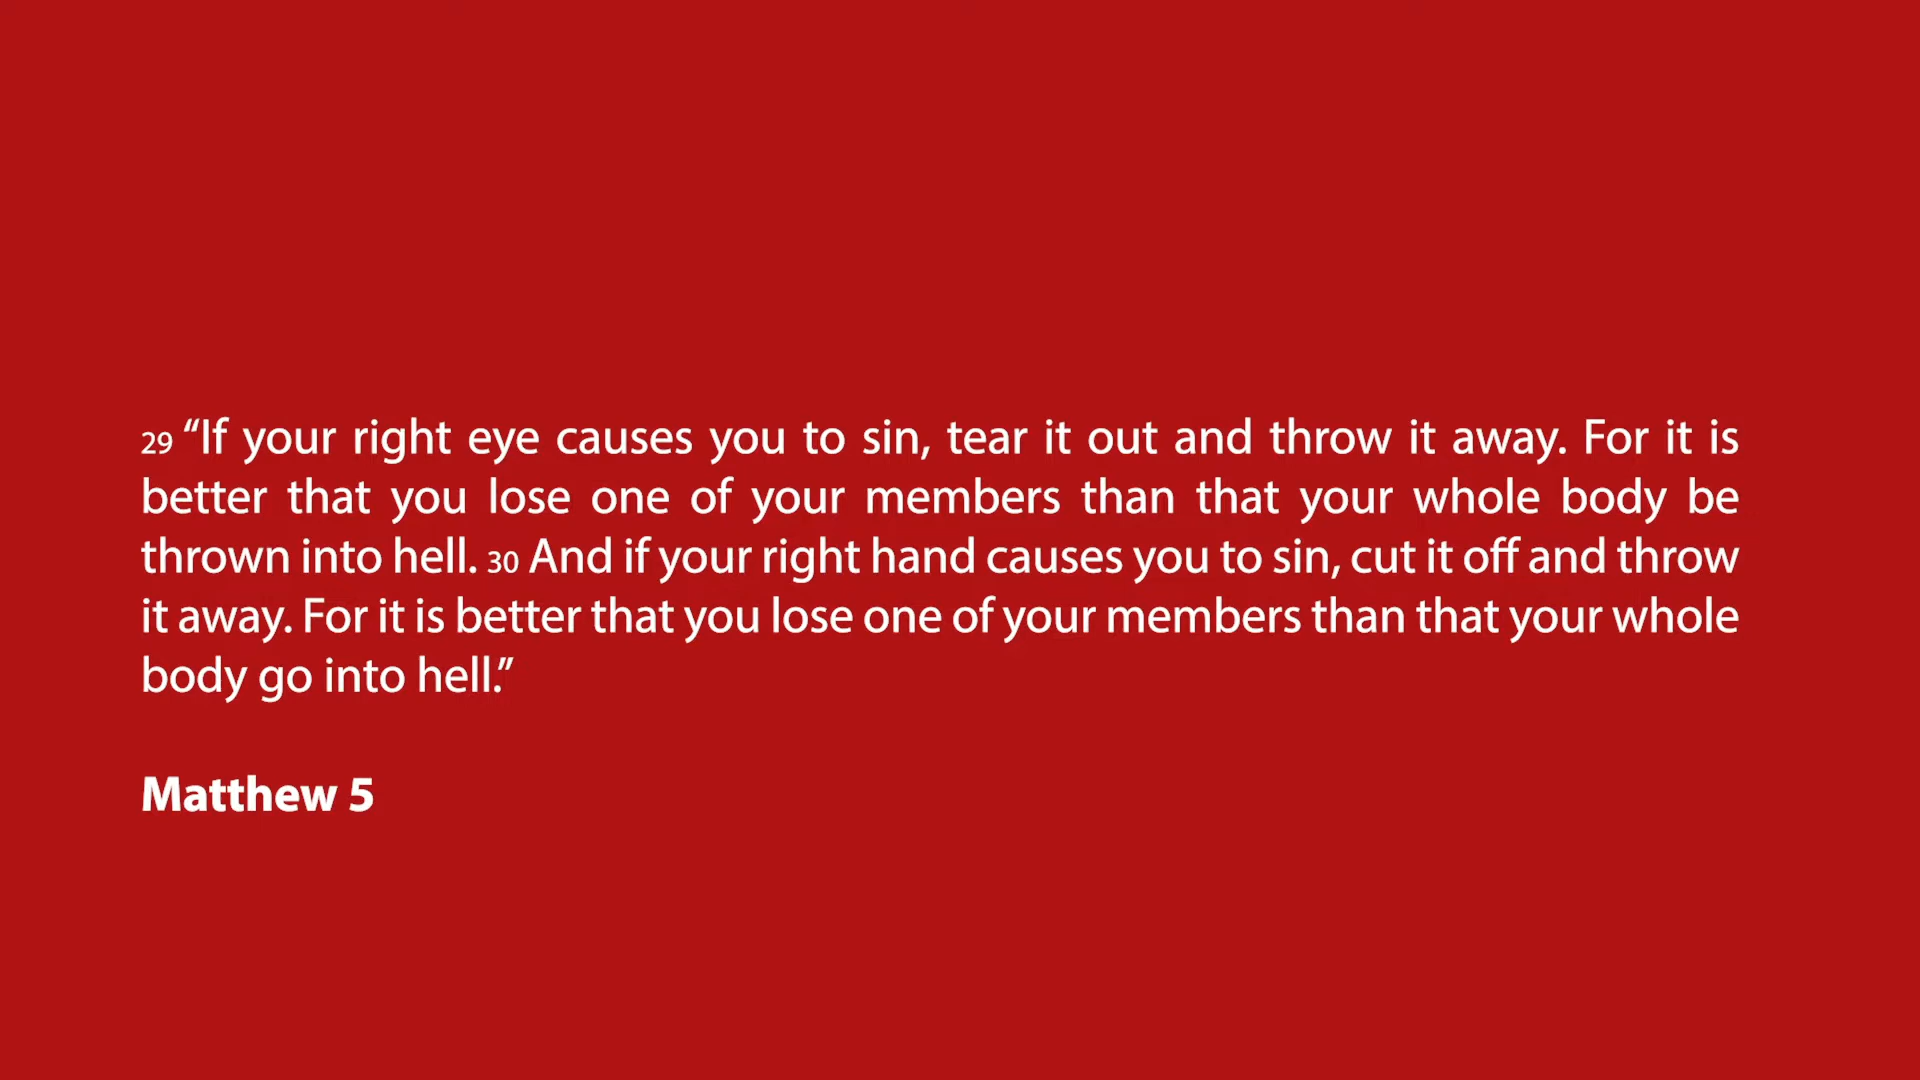 29 “If your right eye causes you to sin, tear it out and throw it away. For it is
better that you lose one of your members than that your whole body be
thrown into hell. 30 And if your right hand causes you to sin, cut it off and throw
it away. For it is better that you lose one of your members than that your whole
body go into hell.”
Matthew 5